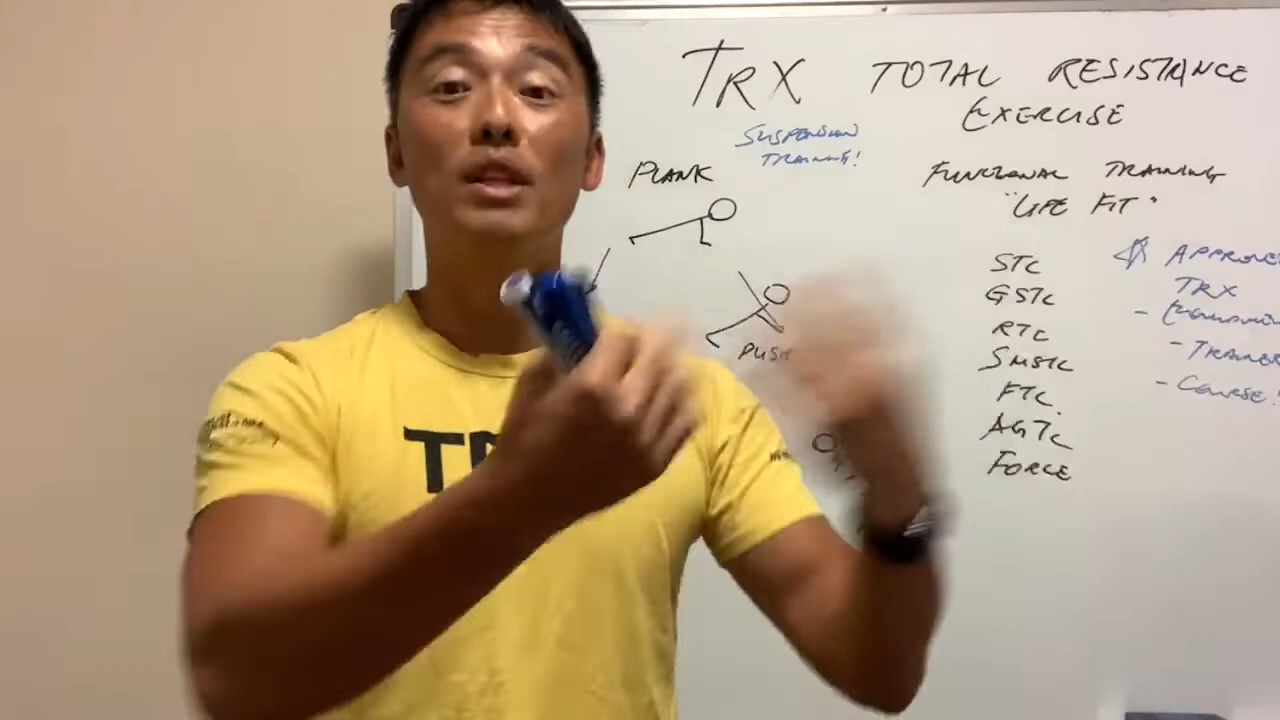 TRX TOTAL RESISTANCE
EXERCISE
SUSPENSION
TRAINING!
PLANK
FUNCTIONAL TRAINING
"LIFE FIT"
STC
GSTC
RTC
SMSTC
FTC.
AGTC
FORCE
TRX
- COURSE!